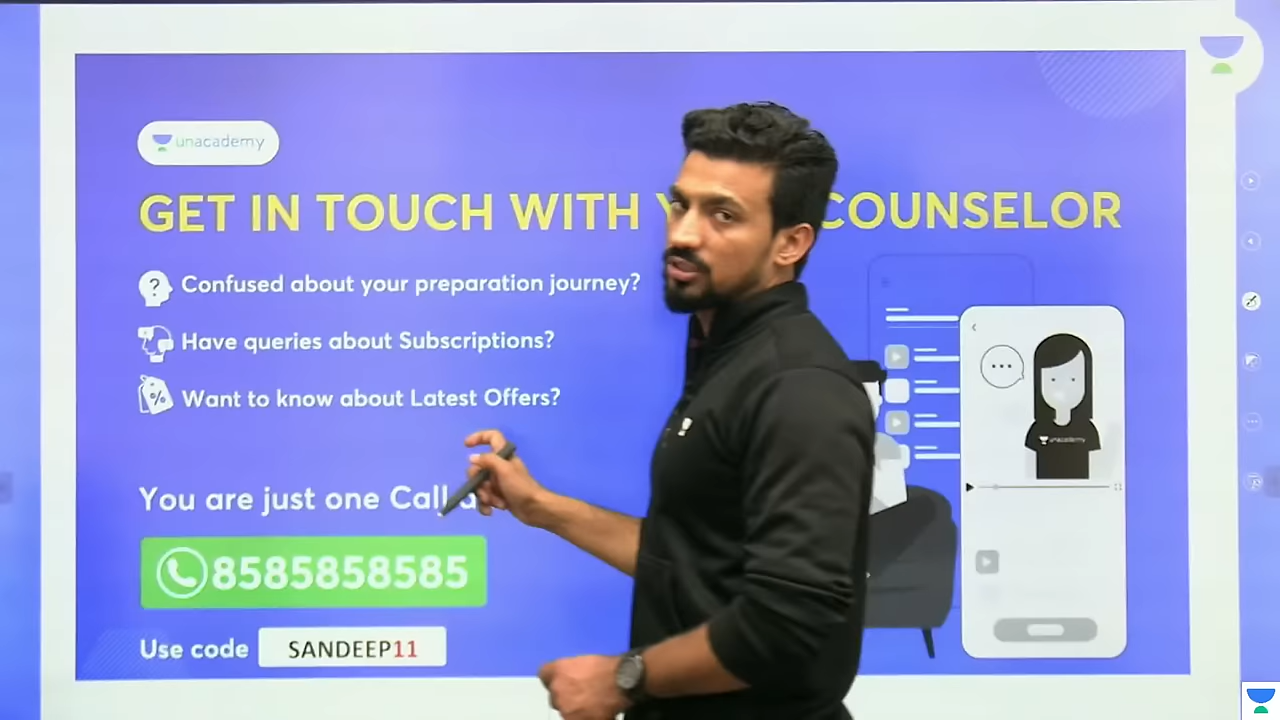 unacademy
GET IN TOUCH WITH COUNSELOR
Confused about your preparation journey?
Have queries about Subscriptions?
Want to know about Latest Offers?
You are just one Call
8585858585
Use code SANDEEP11
unacademy